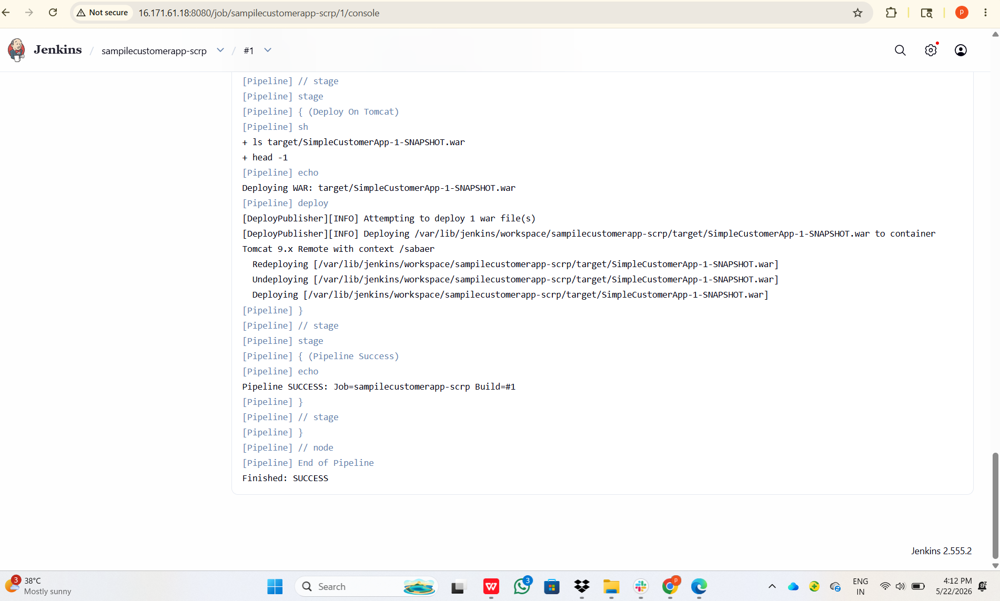 Not secure 16.171.61.18:8080/job/sampilecustomerapp-scrp/1/console P
Jenkins / sampilecustomerapp-scrp / #1
[Pipeline] // stage
[Pipeline] stage
[Pipeline] { (Deploy On Tomcat)
[Pipeline] sh
+ ls target/SimpleCustomerApp-1-SNAPSHOT.war
+ head -1
[Pipeline] echo
Deploying WAR: target/SimpleCustomerApp-1-SNAPSHOT.war
[Pipeline] deploy
[DeployPublisher][INFO] Attempting to deploy 1 war file(s)
[DeployPublisher][INFO] Deploying /var/lib/jenkins/workspace/sampilecustomerapp-scrp/target/SimpleCustomerApp-1-SNAPSHOT.war to container
Tomcat 9.x Remote with context /sabaer
Redeploying [/var/lib/jenkins/workspace/sampilecustomerapp-scrp/target/SimpleCustomerApp-1-SNAPSHOT.war]
Undeploying [/var/lib/jenkins/workspace/sampilecustomerapp-scrp/target/SimpleCustomerApp-1-SNAPSHOT.war]
Deploying [/var/lib/jenkins/workspace/sampilecustomerapp-scrp/target/SimpleCustomerApp-1-SNAPSHOT.war]
[Pipeline] }
[Pipeline] // stage
[Pipeline] stage
[Pipeline] { (Pipeline Success)
[Pipeline] echo
Pipeline SUCCESS: Job=sampilecustomerapp-scrp Build=#1
[Pipeline] }
[Pipeline] // stage
[Pipeline] }
[Pipeline] // node
[Pipeline] End of Pipeline
Finished: SUCCESS
Jenkins 2.555.2
3 38°C
Mostly sunny
Search
W
3
P
ENG
IN
4:12 PM
5/22/2026